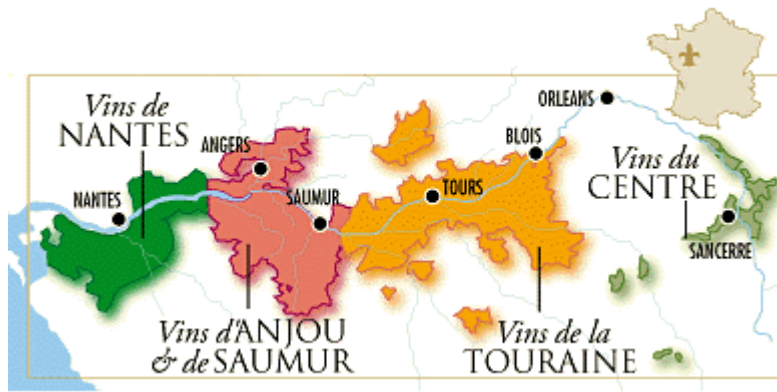 Vins de
NANTES
NANTES
ANGERS
SAUMUR
Vins d'ANJOU
& de SAUMUR
TOURS
BLOIS
ORLEANS
Vins de la
TOURAINE
Vins du
CENTRE
SANCERRE